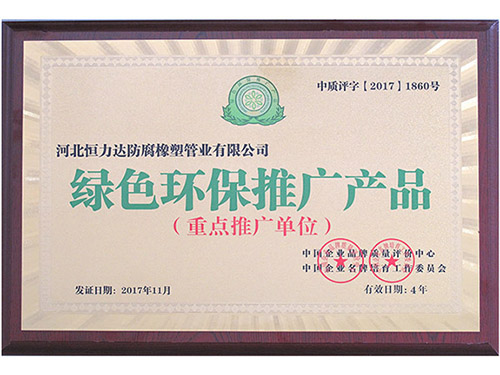 中质评字【2017】1860号
河北恒力达防腐橡塑管业有限公司
绿色环保推广产品
（重点推广单位）
中国企业品牌质量评价中心
中国企业名牌培育工作委员会
发证日期：2017年11月
有效日期：4年